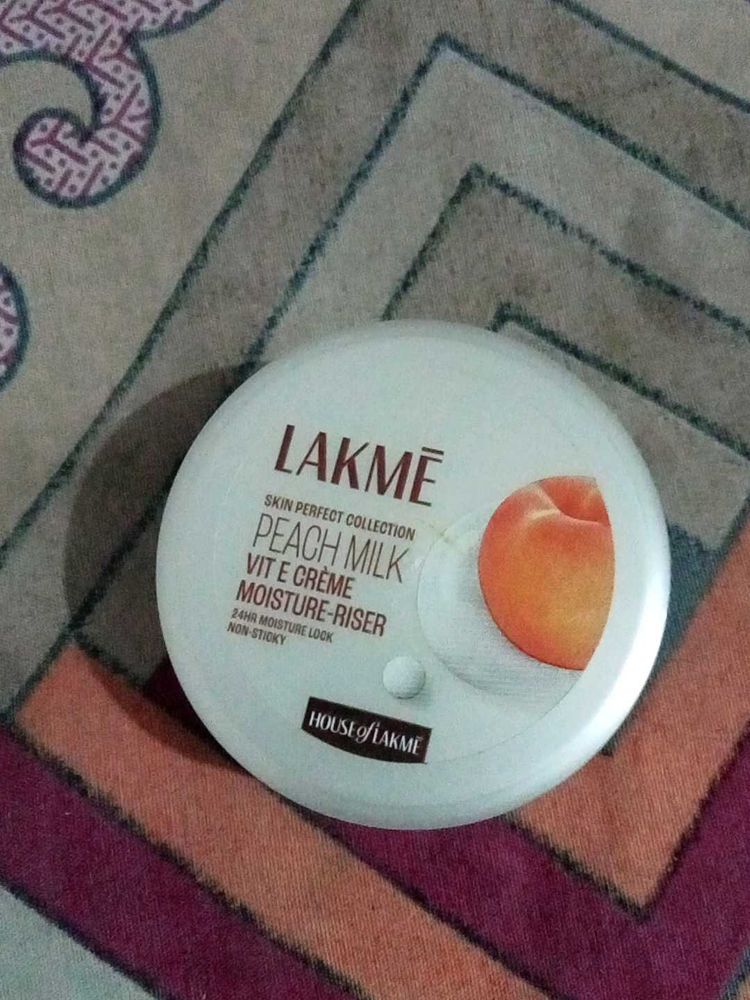 LAKMĒ
SKIN PERFECT COLLECTION
PEACH MILK
VIT E CRÈME
MOISTURE-RISER
24HR MOISTURE LOCK
NON-STICKY
HOUSE of LAKMĒ